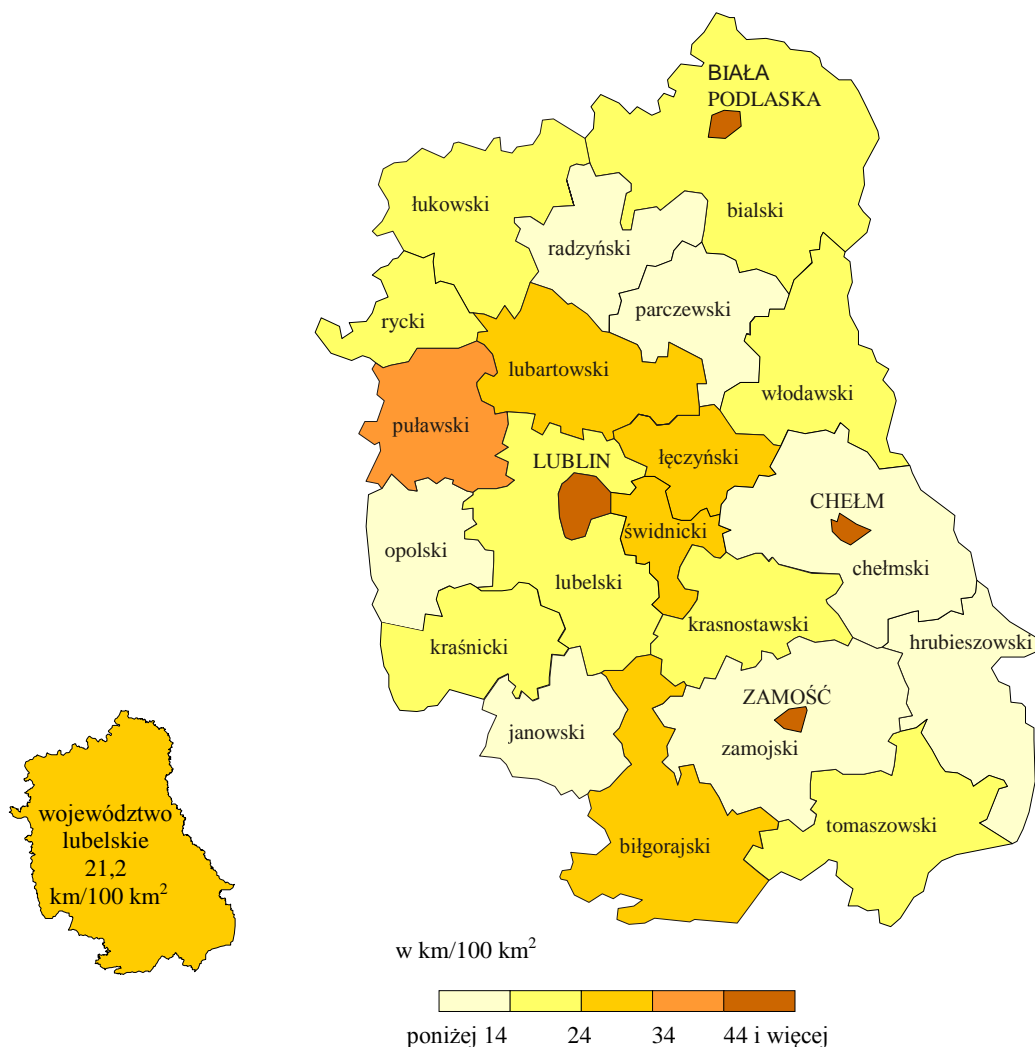 BIAŁA
PODLASKA
łukowski
bialski
radzyński
parczewski
rycki
lubartowski
włodawski
puławski
LUBLIN
łęczyński
CHEŁM
świdnicki
opolski
chełmski
lubelski
krasnostawski
hrubieszowski
kraśnicki
ZAMOŚĆ
janowski
zamojski
tomaszowski
biłgorajski
województwo
lubelskie
21,2
km/100 km²
w km/100 km²
poniżej 14 24 34 44 i więcej